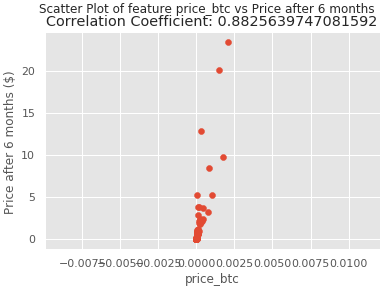 Scatter Plot of feature price_btc vs Price after 6 months
Correlation Coefficient: 0.8825639747081592
Price after 6 months ($)
20
15
10
5
0
−0.0075 −0.0050 −0.0025 0.0000 0.0025 0.0050 0.0075 0.0100
price_btc